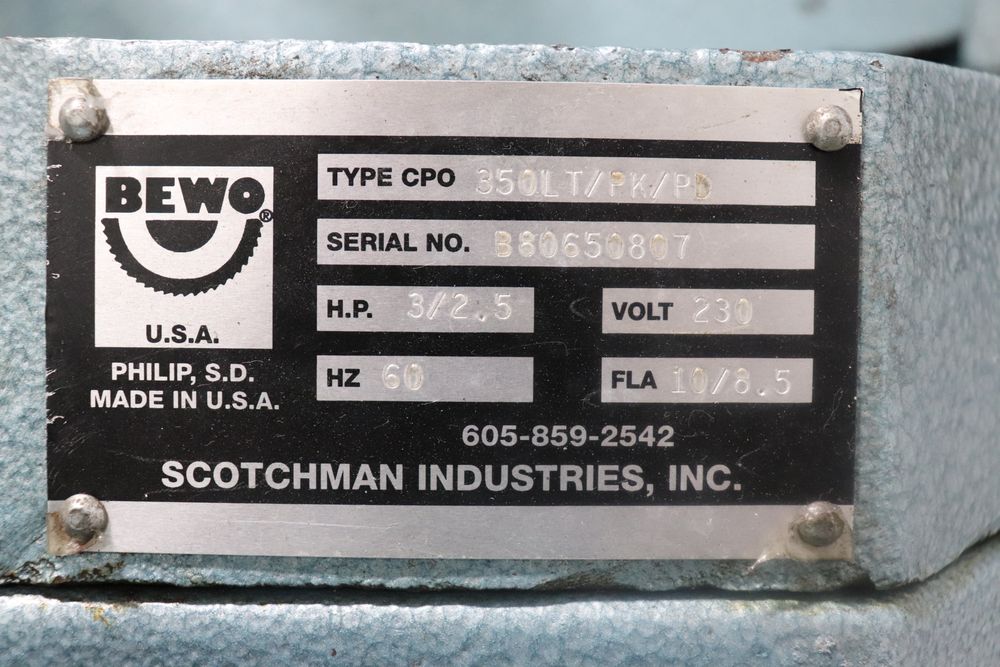 BEWO®
U.S.A.
PHILIP, S.D.
MADE IN U.S.A.
TYPE CPO 350LT/PK/PD
SERIAL NO. B80650807
H.P. 3/2.5
VOLT 230
HZ 60
FLA 10/8.5
605-859-2542
SCOTCHMAN INDUSTRIES, INC.